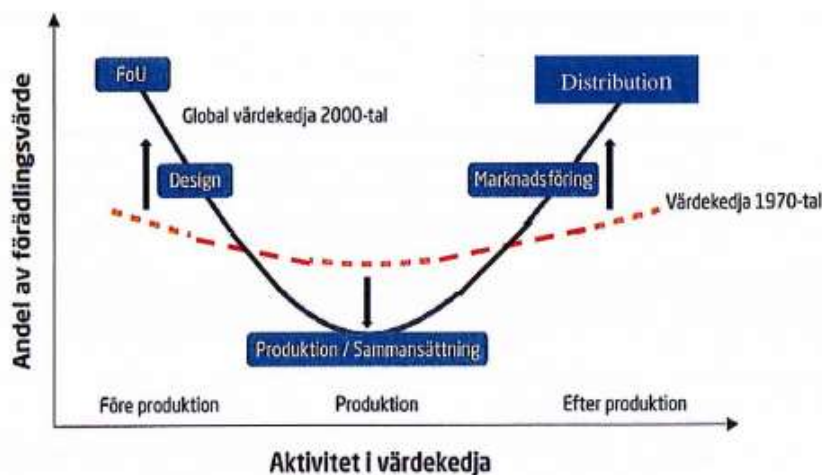 Andel av förädlingsvärde
FoU
Distribution
Global värdekedja 2000-tal
Design
Marknadsföring
Värdekedja 1970-tal
Produktion / Sammansättning
Före produktion
Produktion
Efter produktion
Aktivitet i värdekedja